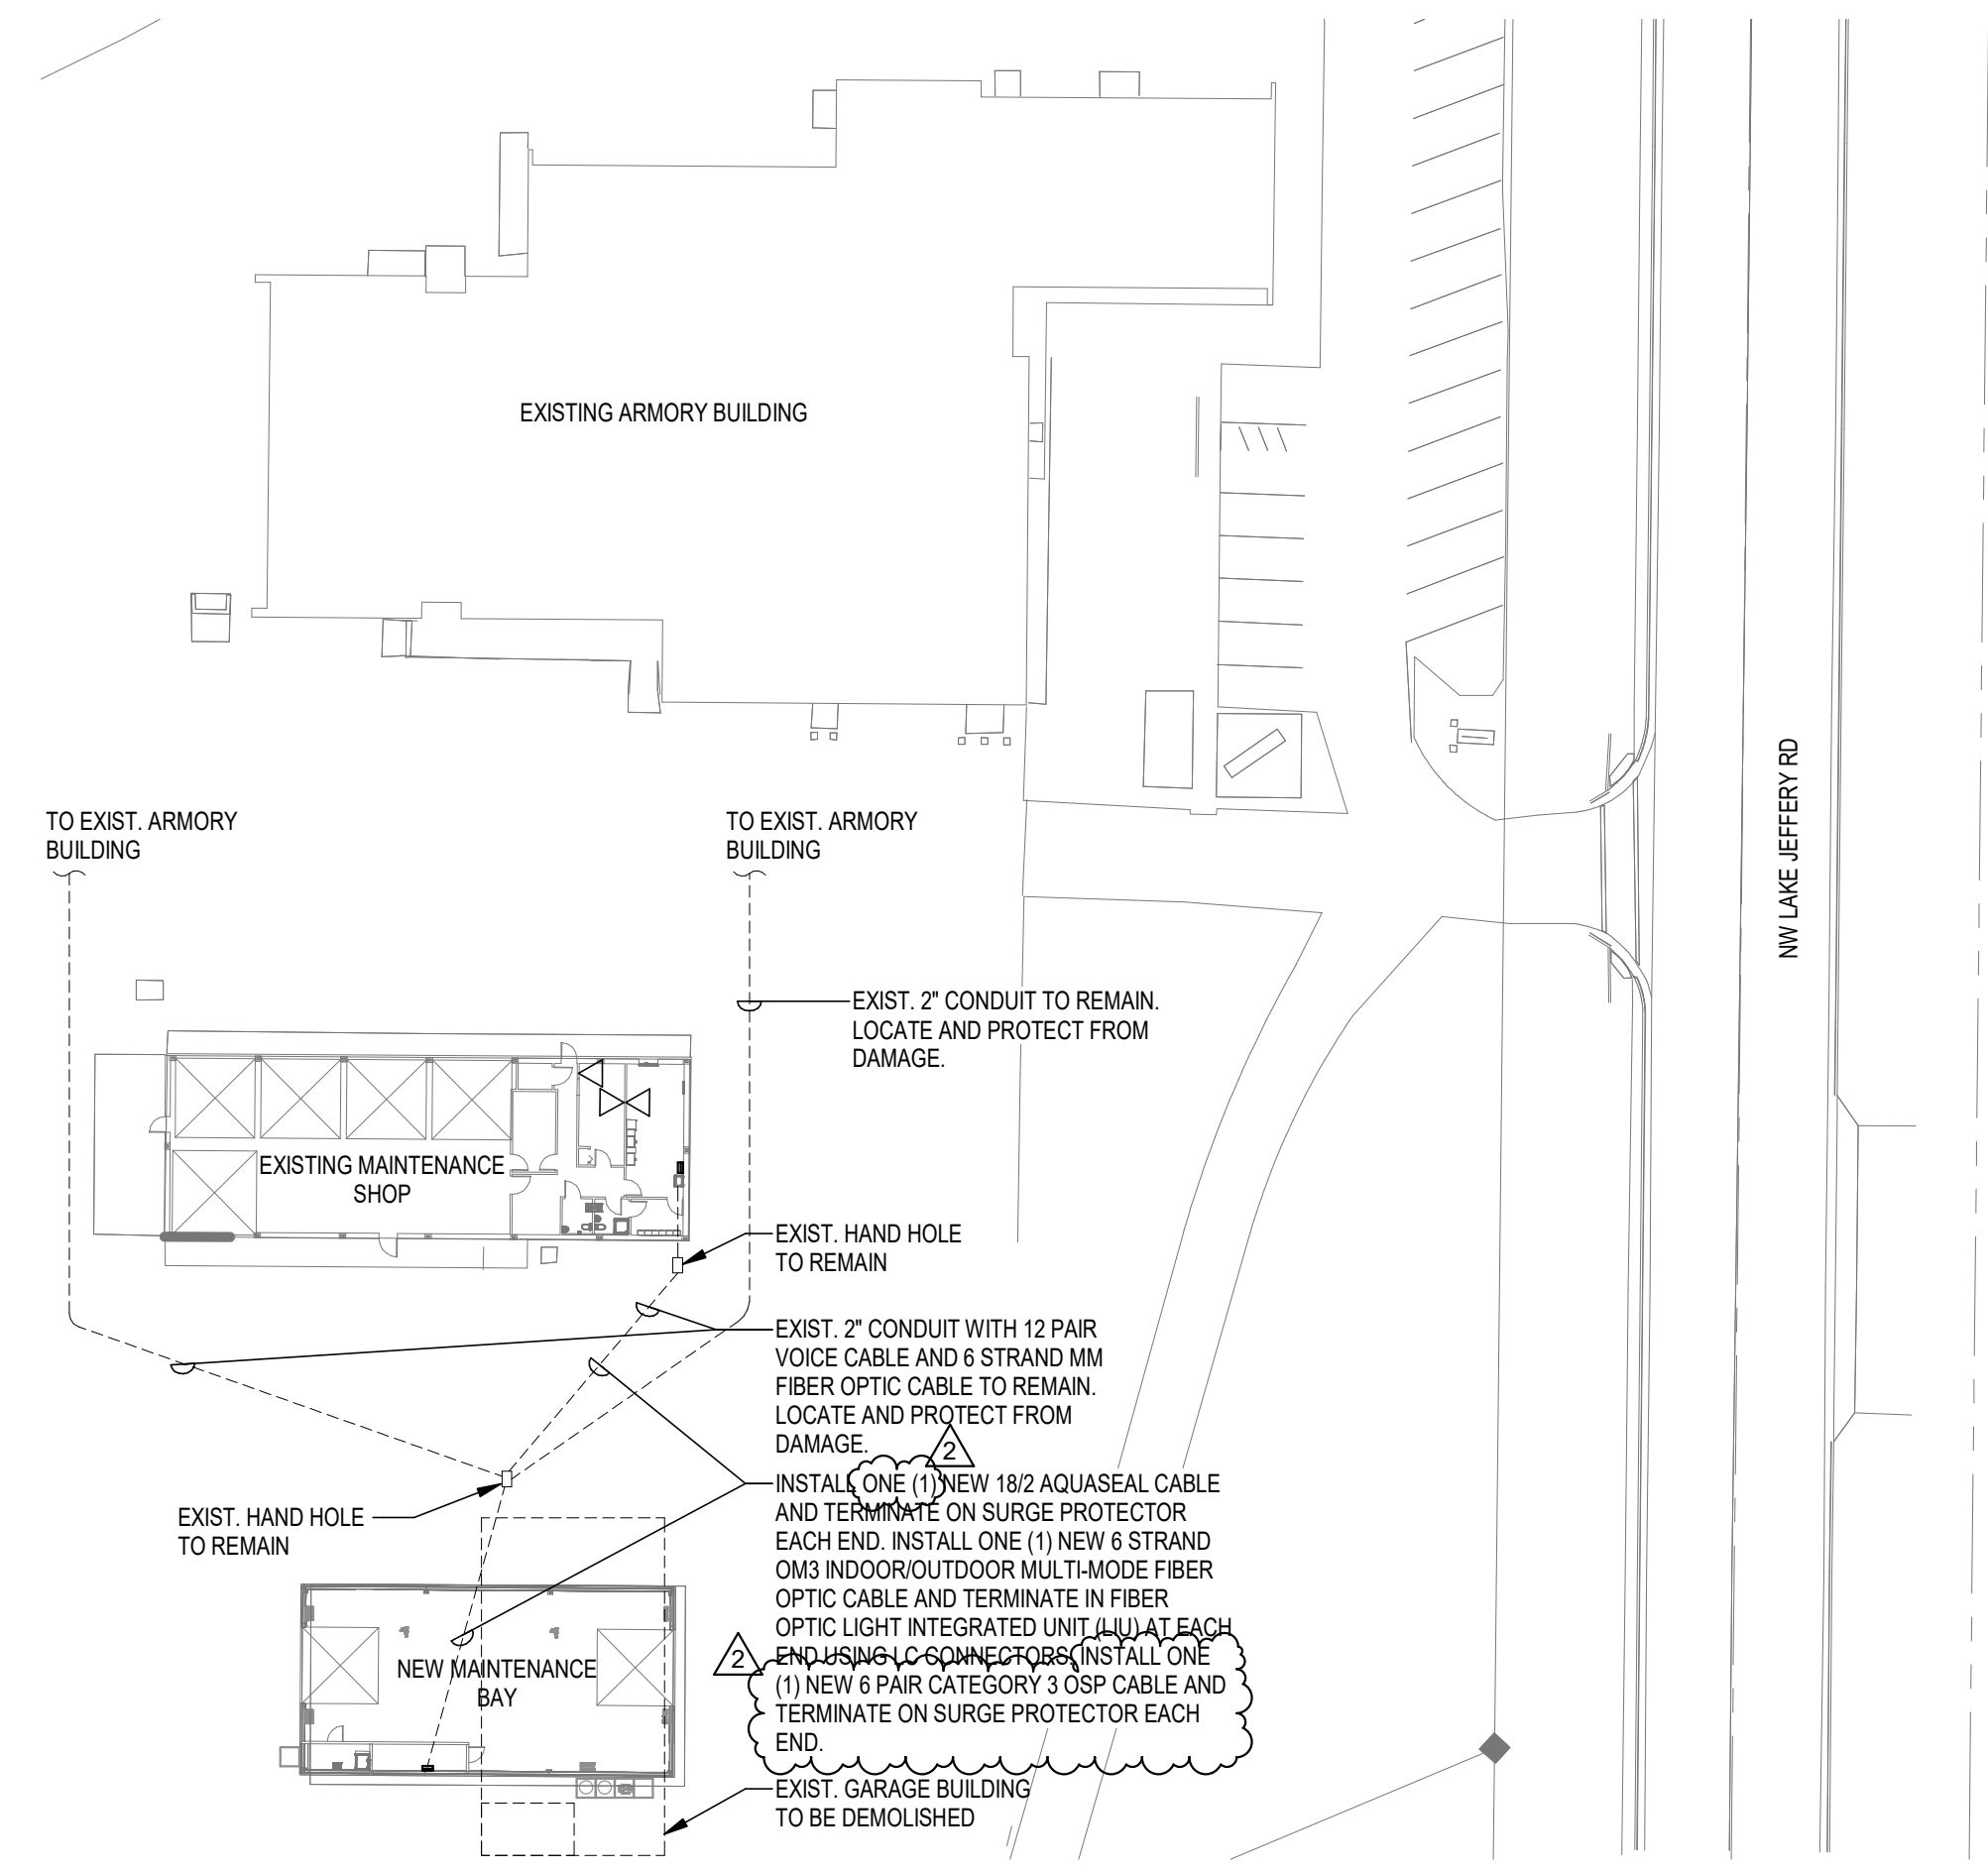 EXISTING ARMORY BUILDING
NW LAKE JEFFERY RD
TO EXIST. ARMORY
BUILDING
TO EXIST. ARMORY
BUILDING
EXIST. 2" CONDUIT TO REMAIN.
LOCATE AND PROTECT FROM
DAMAGE.
EXISTING MAINTENANCE
SHOP
EXIST. HAND HOLE
TO REMAIN
EXIST. 2" CONDUIT WITH 12 PAIR
VOICE CABLE AND 6 STRAND MM
FIBER OPTIC CABLE TO REMAIN.
LOCATE AND PROTECT FROM
DAMAGE.
2
INSTALL ONE (1) NEW 18/2 AQUASEAL CABLE
AND TERMINATE ON SURGE PROTECTOR
EACH END. INSTALL ONE (1) NEW 6 STRAND
OM3 INDOOR/OUTDOOR MULTI-MODE FIBER
OPTIC CABLE AND TERMINATE IN FIBER
OPTIC LIGHT INTEGRATED UNIT (LIU) AT EACH
END USING LC CONNECTORS. INSTALL ONE
(1) NEW 6 PAIR CATEGORY 3 OSP CABLE AND
TERMINATE ON SURGE PROTECTOR EACH
END.
2
EXIST. HAND HOLE
TO REMAIN
NEW MAINTENANCE
BAY
EXIST. GARAGE BUILDING
TO BE DEMOLISHED